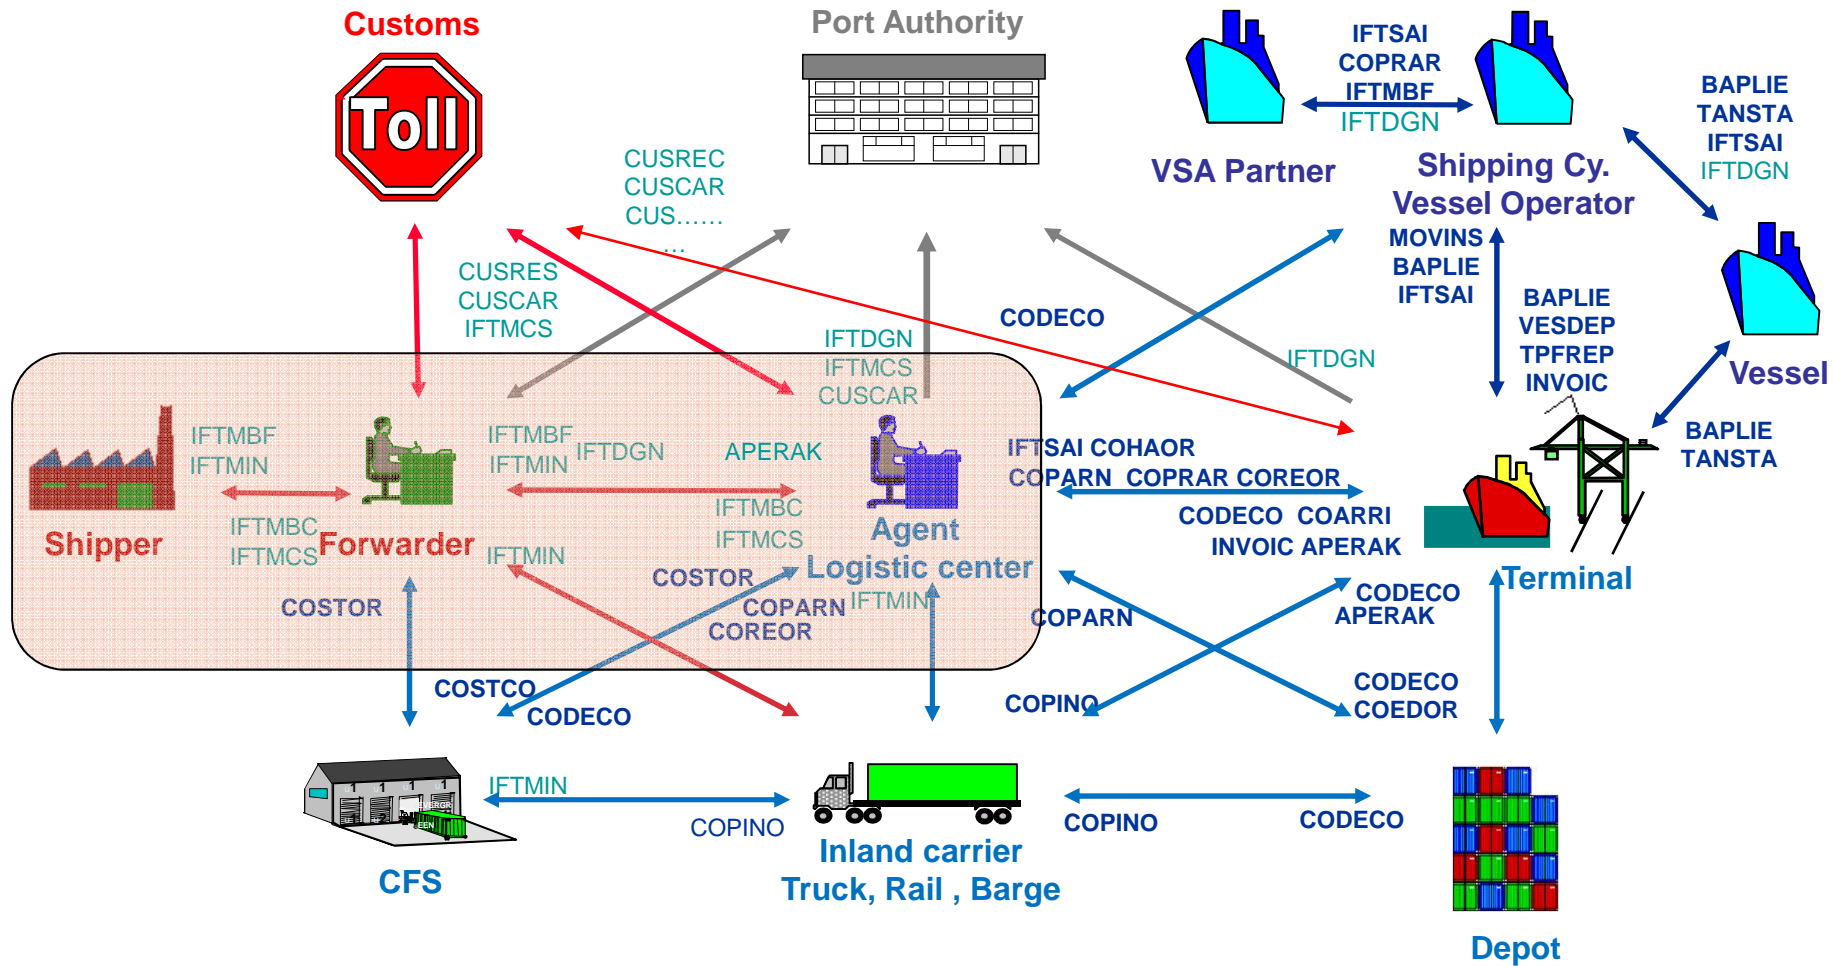 Customs
Port Authority
Toll
IFTSAI
COPRAR
IFTMBF
IFTDGN
BAPLIE
TANSTA
IFTSAI
IFTDGN
VSA Partner
Shipping Cy.
Vessel Operator
CUSREC
CUSCAR
CUS……
…
CUSRES
CUSCAR
IFTMCS
MOVINS
BAPLIE
IFTSAI
CODECO
BAPLIE
VESDEP
TPFREP
INVOIC
Vessel
IFTDGN
IFTMCS
CUSCAR
IFTDGN
IFTMBF
IFTMIN
IFTMBF
IFTMIN
IFTDGN
APERAK
IFTSAI COHAOR
COPARN COPRAR COREOR
BAPLIE
TANSTA
IFTMBC
IFTMCS
IFTMBC
IFTMCS
CODECO COARRI
INVOIC APERAK
Shipper
Forwarder
Agent
Logistic center
Terminal
IFTMIN
COSTOR
COSTOR
COPARN
COREOR
IFTMIN
COPARN
CODECO
APERAK
COSTCO
CODECO
COPINO
CODECO
COEDOR
IFTMIN
COPINO
COPINO
CODECO
CFS
Inland carrier
Truck, Rail , Barge
Depot